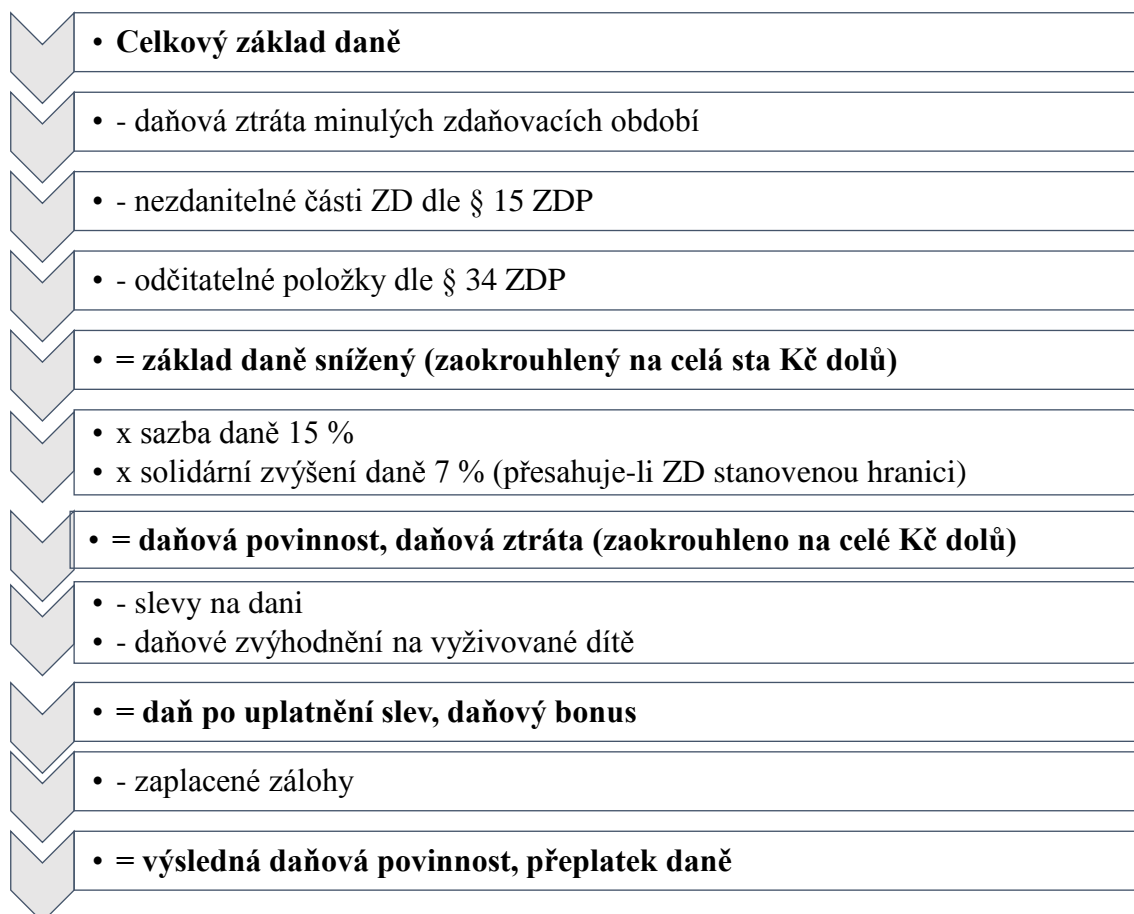 • Celkový základ daně
• - daňová ztráta minulých zdaňovacích období
• - nezdanitelné části ZD dle § 15 ZDP
• - odčitatelné položky dle § 34 ZDP
• = základ daně snížený (zaokrouhlený na celá sta Kč dolů)
• x sazba daně 15 %
• x solidární zvýšení daně 7 % (přesahuje-li ZD stanovenou hranici)
• = daňová povinnost, daňová ztráta (zaokrouhleno na celé Kč dolů)
• - slevy na dani
• - daňové zvýhodnění na vyživované dítě
• = daň po uplatnění slev, daňový bonus
• - zaplacené zálohy
• = výsledná daňová povinnost, přeplatek daně